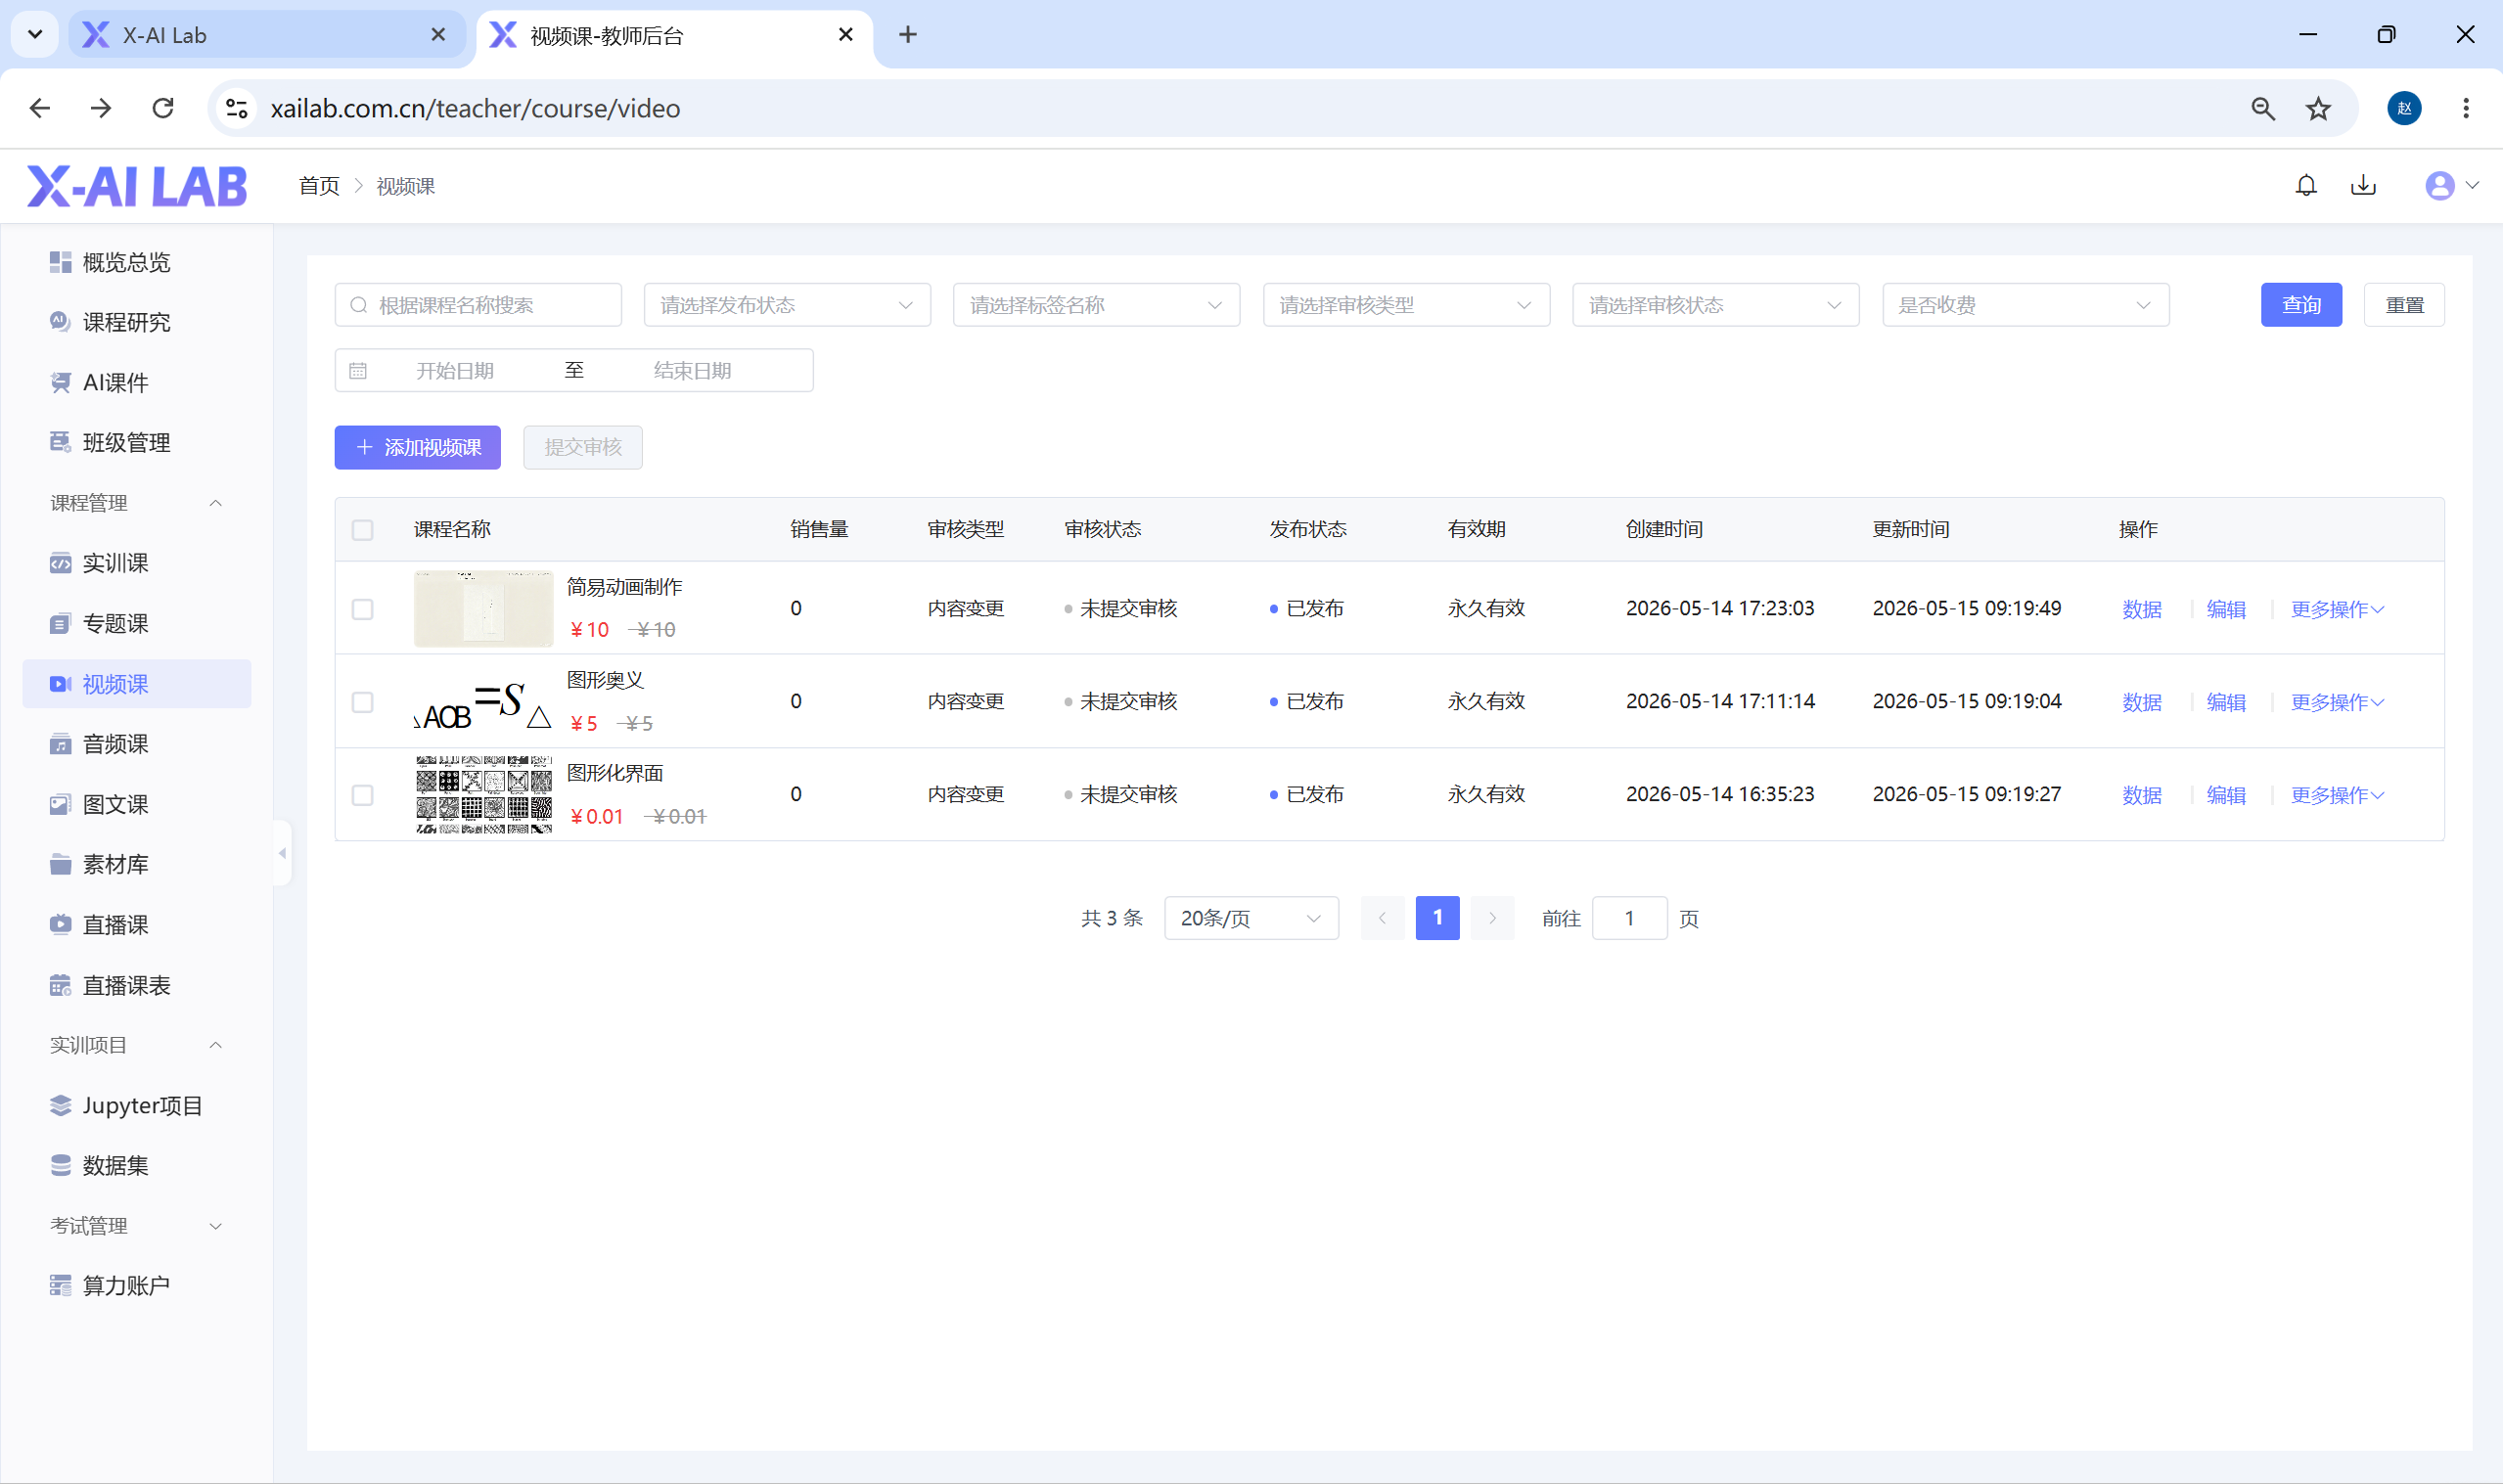 X-AI Lab
视频课-教师后台
xailab.com.cn/teacher/course/video
赵
X-AI LAB
首页
视频课
概览总览
课程研究
AI课件
班级管理
课程管理
实训课
专题课
视频课
音频课
图文课
素材库
直播课
直播课表
实训项目
Jupyter项目
数据集
考试管理
算力账户
根据课程名称搜索 请选择发布状态 请选择标签名称 请选择审核类型 请选择审核状态 是否收费 查询 重置
开始日期 至 结束日期
添加视频课 提交审核
课程名称 销售量 审核类型 审核状态 发布状态 有效期 创建时间 更新时间 操作
简易动画制作
¥10 ¥10
0 内容变更 未提交审核 已发布 永久有效 2026-05-14 17:23:03 2026-05-15 09:19:49 数据 编辑 更多操作
AOB =S△
图形奥义
¥5 ¥5
0 内容变更 未提交审核 已发布 永久有效 2026-05-14 17:11:14 2026-05-15 09:19:04 数据 编辑 更多操作
图形化界面
¥0.01 ¥0.01
0 内容变更 未提交审核 已发布 永久有效 2026-05-14 16:35:23 2026-05-15 09:19:27 数据 编辑 更多操作
共 3 条 20条/页 1 前往 1 页